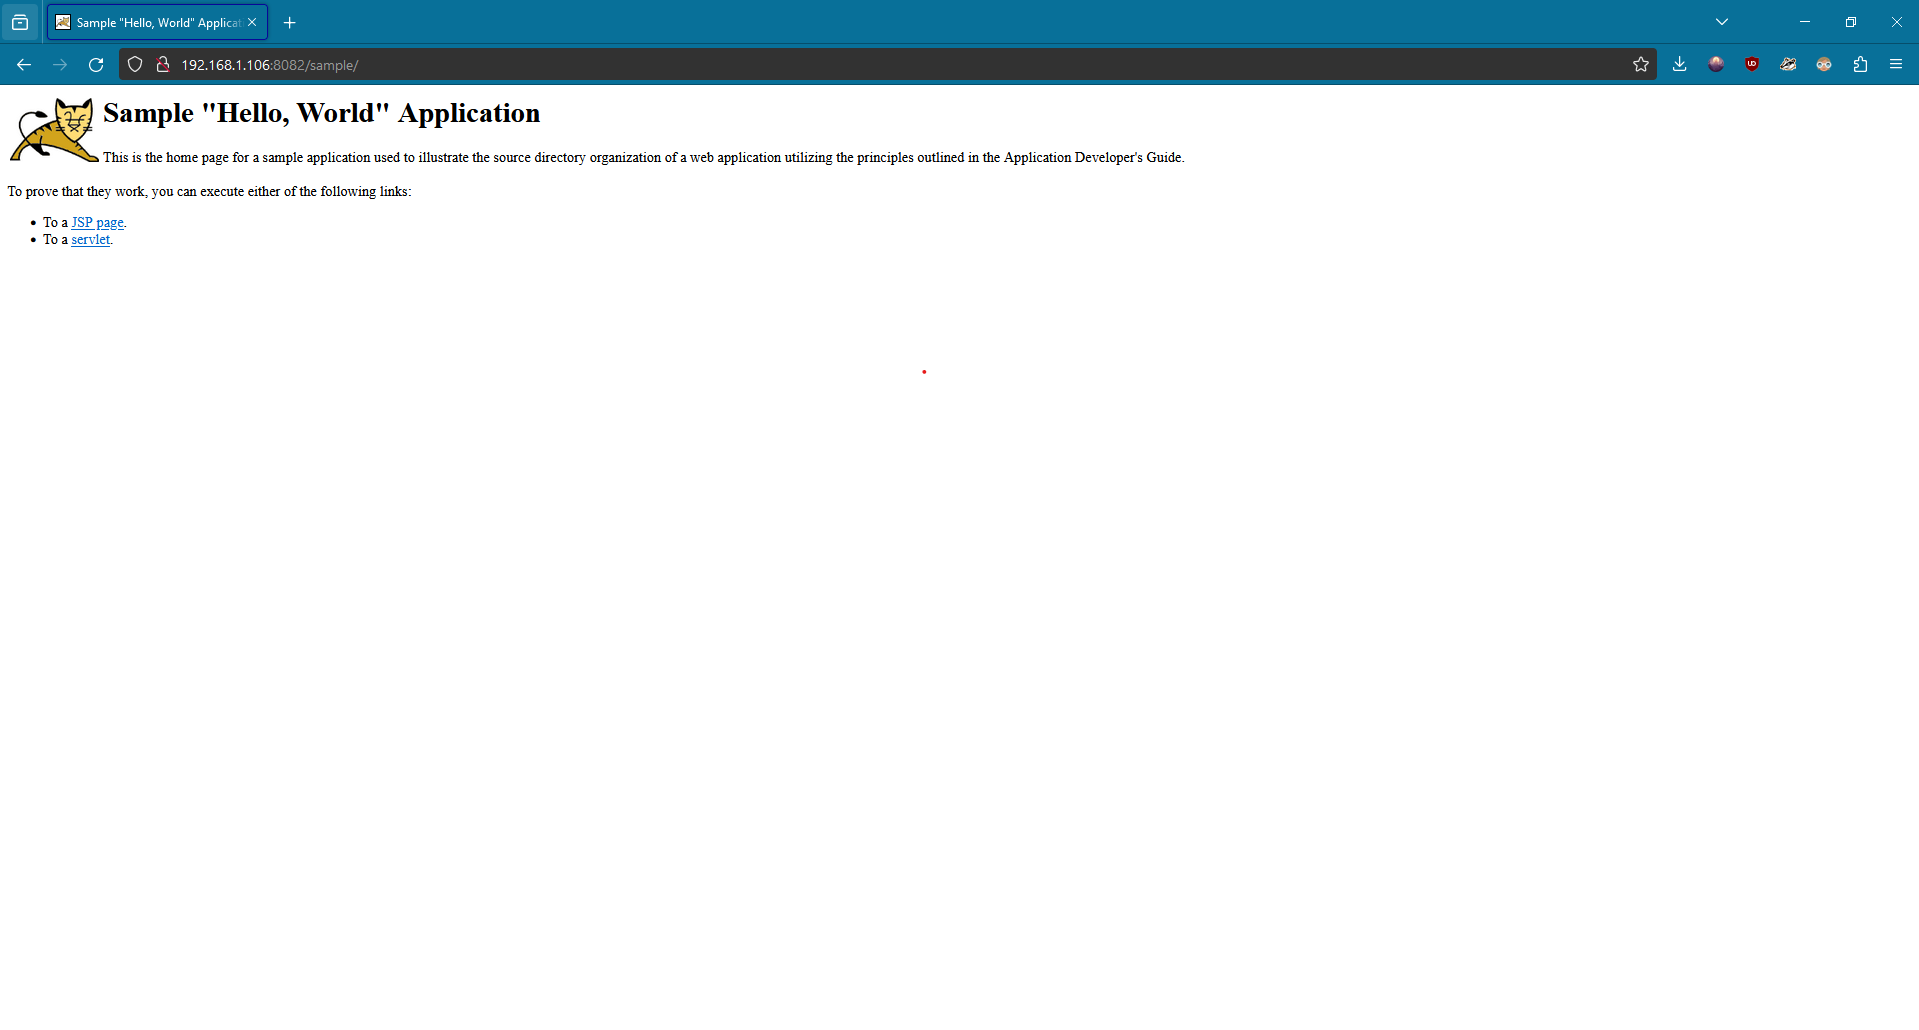 Sample "Hello, World" Applicat
192.168.1.106:8082/sample/
Sample "Hello, World" Application
This is the home page for a sample application used to illustrate the source directory organization of a web application utilizing the principles outlined in the Application Developer's Guide.
To prove that they work, you can execute either of the following links:
• To a JSP page.
• To a servlet.